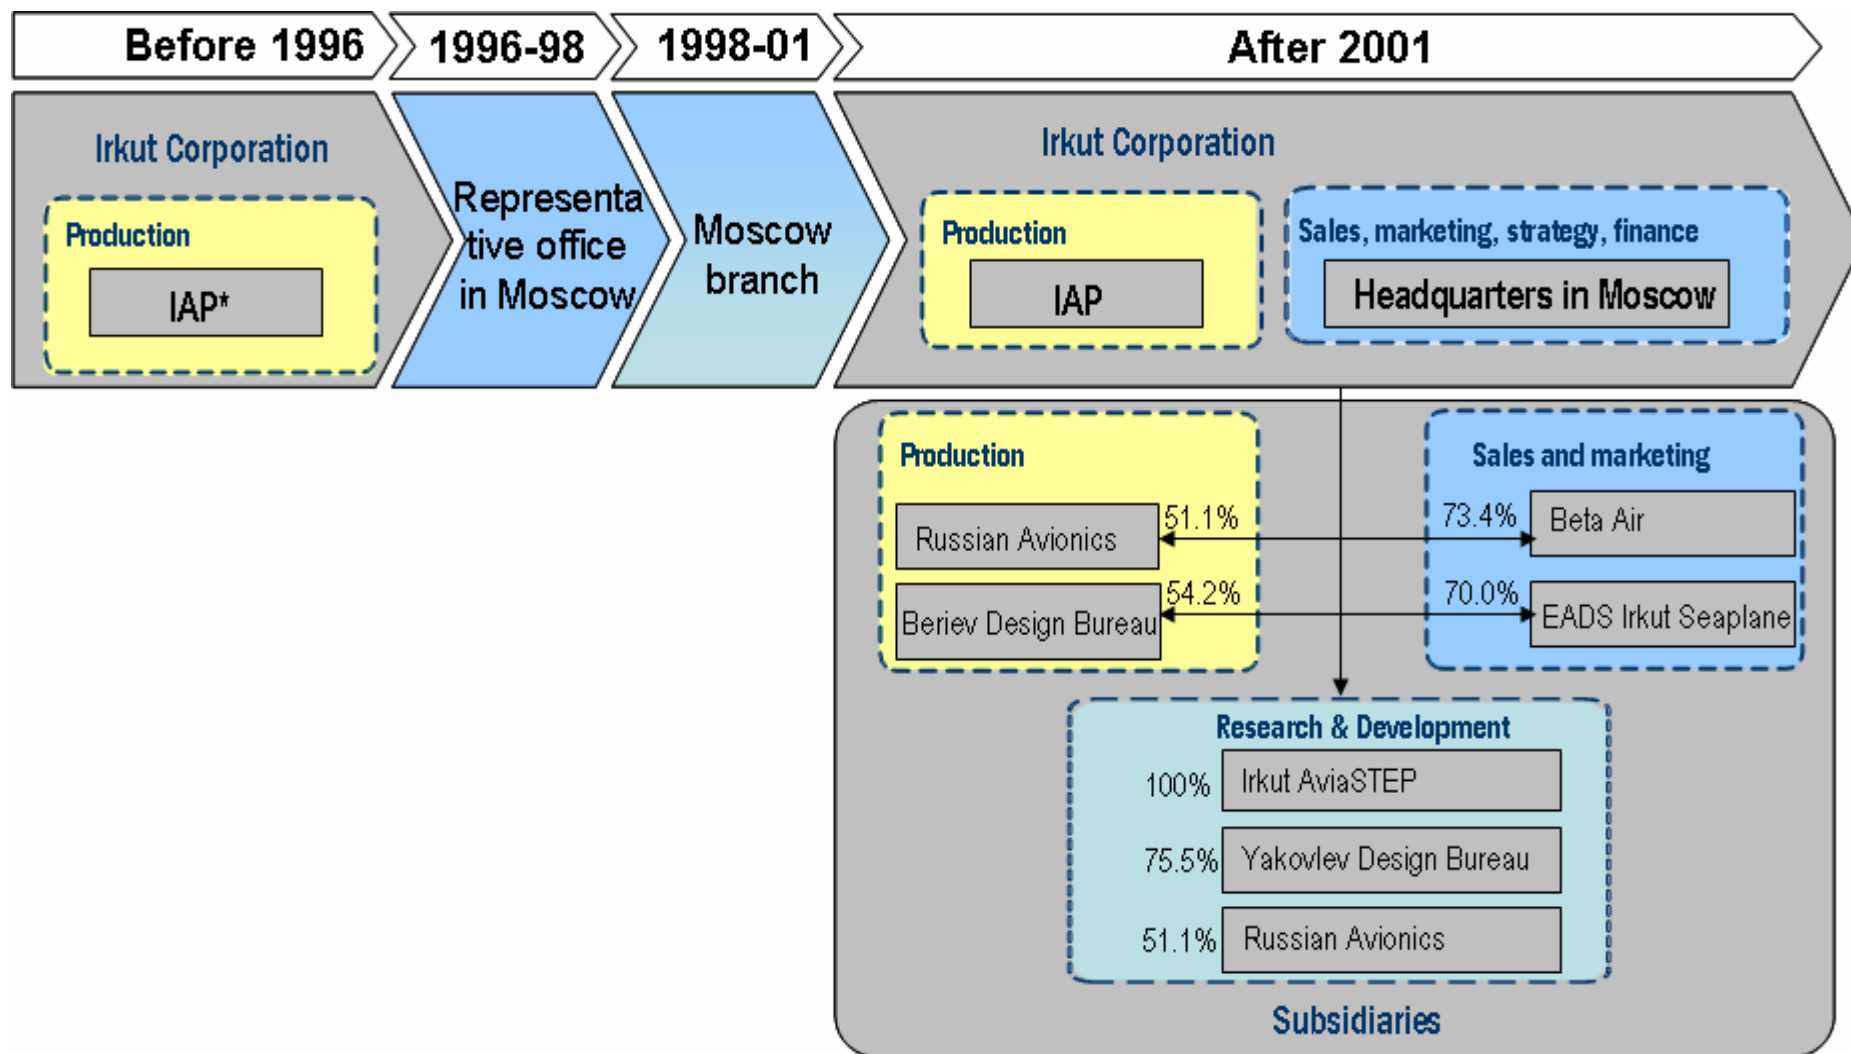 Before 1996
1996-98
1998-01
After 2001
Irkut Corporation
Production
IAP*
Representa
tive office
in Moscow
Moscow
branch
Irkut Corporation
Production
IAP
Sales, marketing, strategy, finance
Headquarters in Moscow
Production
Russian Avionics
51.1%
Beriev Design Bureau
54.2%
Sales and marketing
73.4%
Beta Air
70.0%
EADS Irkut Seaplane
Research & Development
100%
Irkut AviaSTEP
75.5%
Yakovlev Design Bureau
51.1%
Russian Avionics
Subsidiaries